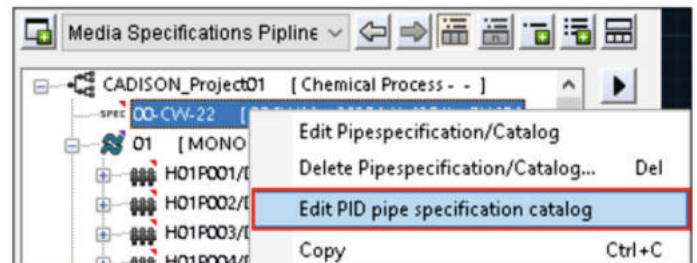 Media Specifications Pipline
CADISON_Project01 [ Chemical Process - - ]
SPEC 00-CW-22 [
01 [ MONO
H01P001/D
H01P002/D
H01P003/D
H01P004/D
Edit Pipespecification/Catalog
Delete Pipespecification/Catalog... Del
Edit PID pipe specification catalog
Copy Ctrl+C